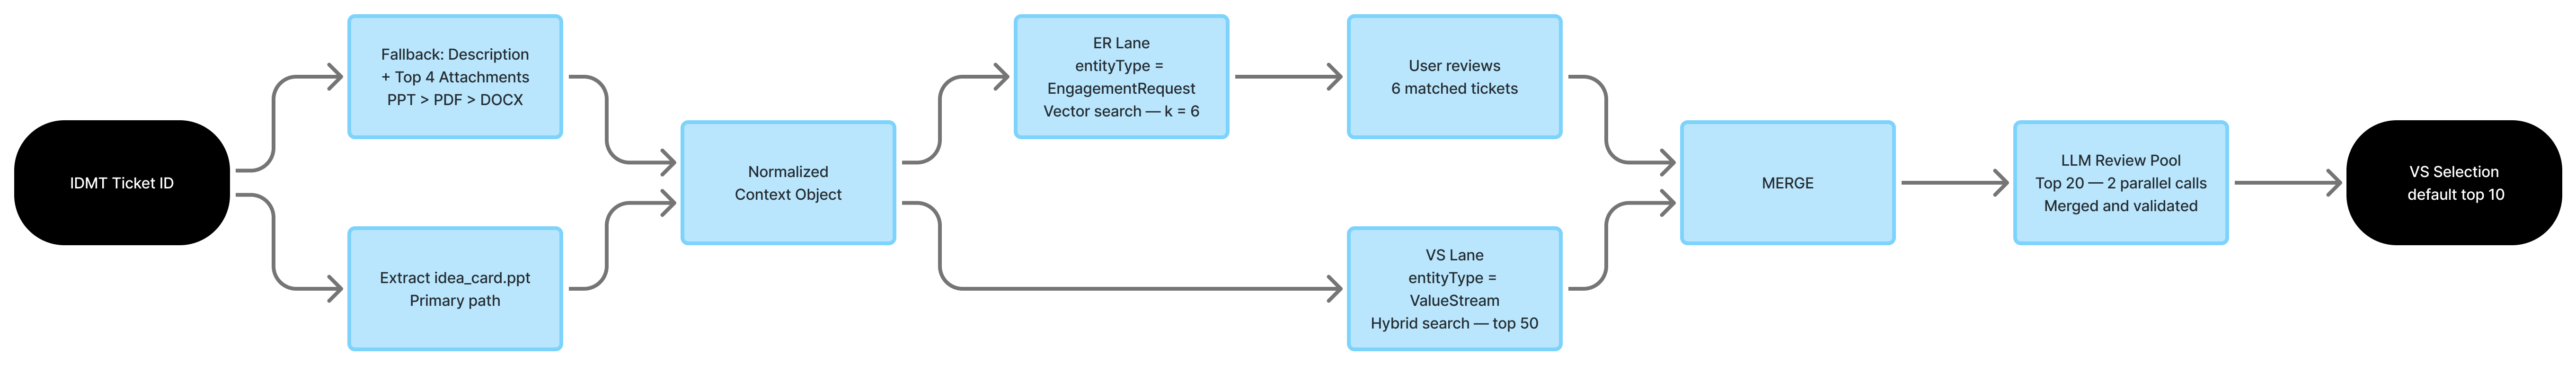 IDMT Ticket ID
Fallback: Description
+ Top 4 Attachments
PPT > PDF > DOCX
Extract idea_card.ppt
Primary path
Normalized
Context Object
ER Lane
entityType =
EngagementRequest
Vector search — k = 6
User reviews
6 matched tickets
VS Lane
entityType =
ValueStream
Hybrid search — top 50
MERGE
LLM Review Pool
Top 20 — 2 parallel calls
Merged and validated
VS Selection
default top 10